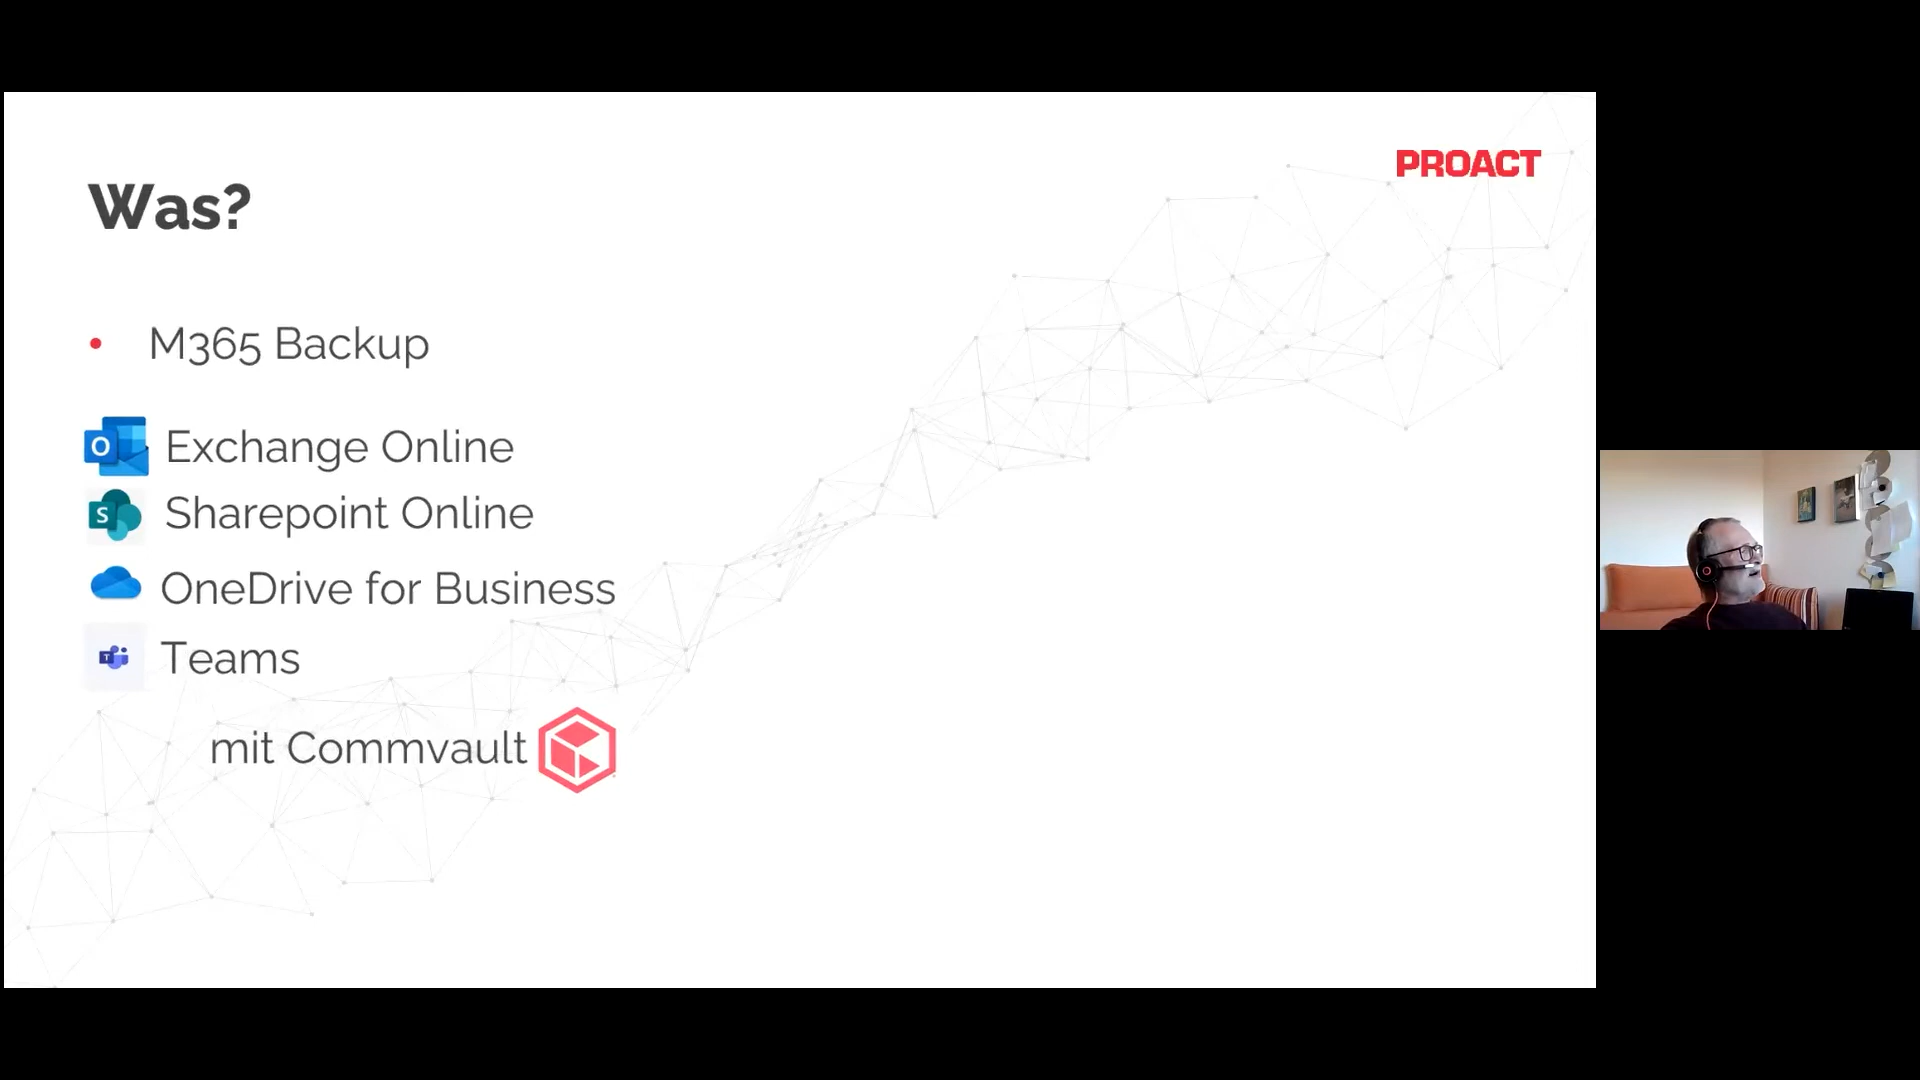 PROACT
Was?
• M365 Backup
Exchange Online
Sharepoint Online
OneDrive for Business
Teams
mit Commvault